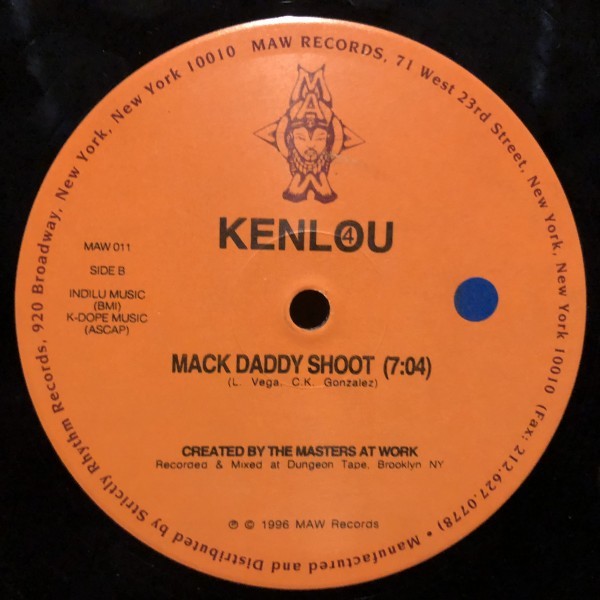 MAW RECORDS, 71 West 23rd Street, New York, New York 10010 (Fax: 212.627.0778) • Manufactured and Distributed by Strictly Rhythm Records, 920 Broadway, New York, New York 10010
MAW
KENLOU
4
MAW 011
SIDE B
INDILU MUSIC
(BMI)
K-DOPE MUSIC
(ASCAP)
MACK DADDY SHOOT (7:04)
(L. Vega, C.K. Gonzalez)
CREATED BY THE MASTERS AT WORK
Recorded & Mixed at Dungeon Tape, Brooklyn NY
℗ © 1996 MAW Records